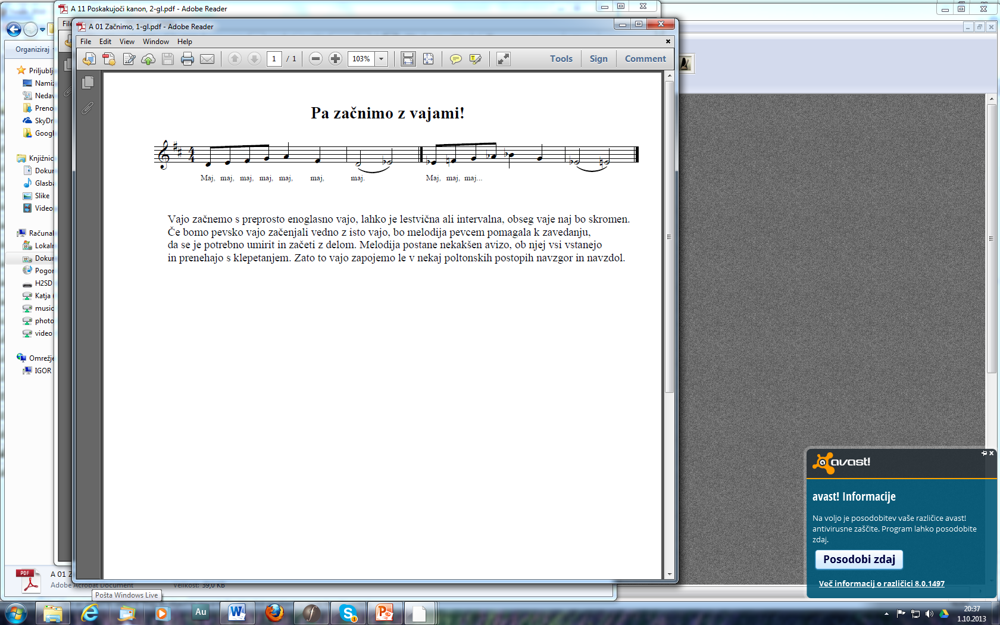 A 11 Poskakujoči kanon, 2-gl.pdf - Adobe Reader
A 01 Začnimo, 1-gl.pdf - Adobe Reader
File Edit View Window Help
1 / 1 103% Tools Sign Comment
Organiziraj
Priljublj
Namiz
Nedav
Preno
SkyDr
Googl
Knjižnic
Dokur
Glasba
Slike
Video
Računal
Lokaln
Dokur
Pogor
H2SD
Katja (
music
photo
video
Omrežje
IGOR
Pa začnimo z vajami!
Maj, maj, maj, maj, maj, maj, maj. Maj, maj, maj...
Vajo začnemo s preprosto enoglasno vajo, lahko je lestvična ali intervalna, obseg vaje naj bo skromen.
Če bomo pevsko vajo začenjali vedno z isto vajo, bo melodija pevcem pomagala k zavedanju,
da se je potrebno umirit in začeti z delom. Melodija postane nekakšen avizo, ob njej vsi vstanejo
in prenehajo s klepetanjem. Zato to vajo zapojemo le v nekaj poltonskih postopih navzgor in navzdol.
avast!
avast! Informacije
Na voljo je posodobitev vaše različice avast!
antivirusne zaščite. Program lahko posodobite
zdaj.
Posodobi zdaj
Več informacij o različici 8.0.1497
PDF
A 01 Z
Adobe Acrobat Document Velikost: 39,0 KB
Pošta Windows Live
Au
20:37
1.10.2013